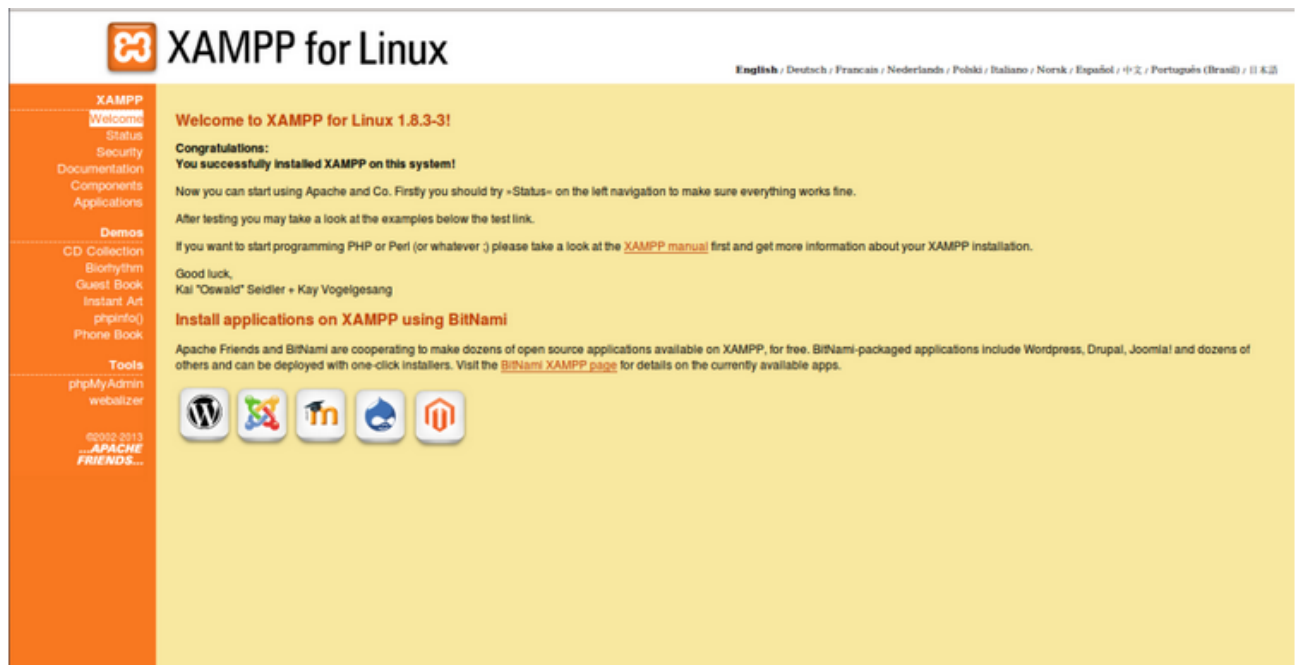 XAMPP for Linux
English / Deutsch / Francais / Nederlands / Polski / Italiano / Norsk / Español / 中文 / Português (Brasil) / 日本語
XAMPP
Welcome
Status
Security
Documentation
Components
Applications
Demos
CD Collection
Biorhythm
Guest Book
Instant Art
phpinfo()
Phone Book
Tools
phpMyAdmin
webalizer
©2002-2013
...APACHE
FRIENDS...
Welcome to XAMPP for Linux 1.8.3-3!
Congratulations:
You successfully installed XAMPP on this system!
Now you can start using Apache and Co. Firstly you should try »Status« on the left navigation to make sure everything works fine.
After testing you may take a look at the examples below the test link.
If you want to start programming PHP or Perl (or whatever ;) please take a look at the XAMPP manual first and get more information about your XAMPP installation.
Good luck,
Kai "Oswald" Seidler + Kay Vogelgesang
Install applications on XAMPP using BitNami
Apache Friends and BitNami are cooperating to make dozens of open source applications available on XAMPP, for free. BitNami-packaged applications include Wordpress, Drupal, Joomla! and dozens of
others and can be deployed with one-click installers. Visit the BitNami XAMPP page for details on the currently available apps.